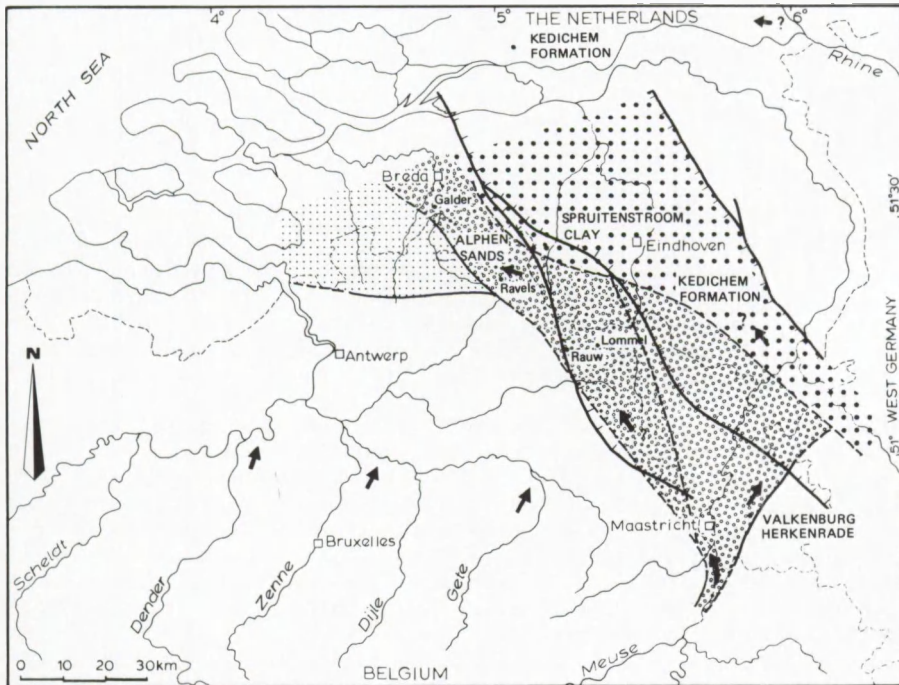 4°
5°
THE NETHERLANDS
?
6°
KEDICHEM
FORMATION
Rhine
NORTH SEA
51°30'
Breda
Galder
SPRUITENSTROOM
CLAY
Eindhoven
ALPHEN
SANDS
Ravels
KEDICHEM
FORMATION
?
Lommel
Rauw
Antwerp
N
?
51°
WEST GERMANY
Maastricht
VALKENBURG
HERKENRADE
Bruxelles
Scheldt
Dender
Zenne
Dijle
Gete
Meuse
0 10 20 30km
BELGIUM